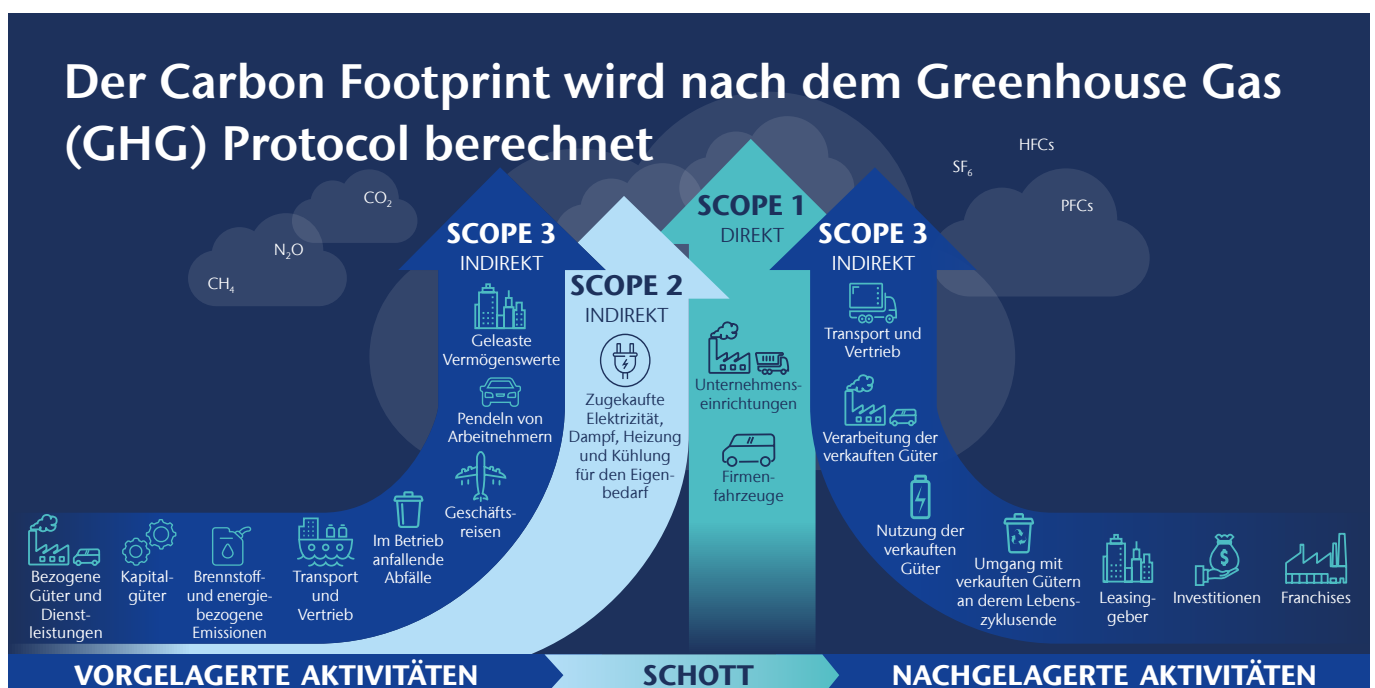 Der Carbon Footprint wird nach dem Greenhouse Gas
(GHG) Protocol berechnet
CO₂
N₂O
CH₄
HFCs
SF₆
PFCs
SCOPE 3
INDIREKT
Geleaste
Vermögenswerte
Pendeln von
Arbeitnehmern
Geschäfts-
reisen
Im Betrieb
anfallende
Abfälle
Transport
und
Vertrieb
Brennstoff-
und energie-
bezogene
Emissionen
Kapital-
güter
Bezogene
Güter und
Dienst-
leistungen
SCOPE 2
INDIREKT
Zugekaufte
Elektrizität,
Dampf, Heizung
und Kühlung
für den Eigen-
bedarf
SCOPE 1
DIREKT
Unternehmens-
einrichtungen
Firmen-
fahrzeuge
SCOPE 3
INDIREKT
Transport und
Vertrieb
Verarbeitung der
verkauften Güter
Nutzung der
verkauften
Güter
Umgang mit
verkauften Gütern
an derem Lebens-
zyklusende
Leasing-
geber
$
Investitionen
Franchises
VORGELAGERTE AKTIVITÄTEN
SCHOTT
NACHGELAGERTE AKTIVITÄTEN